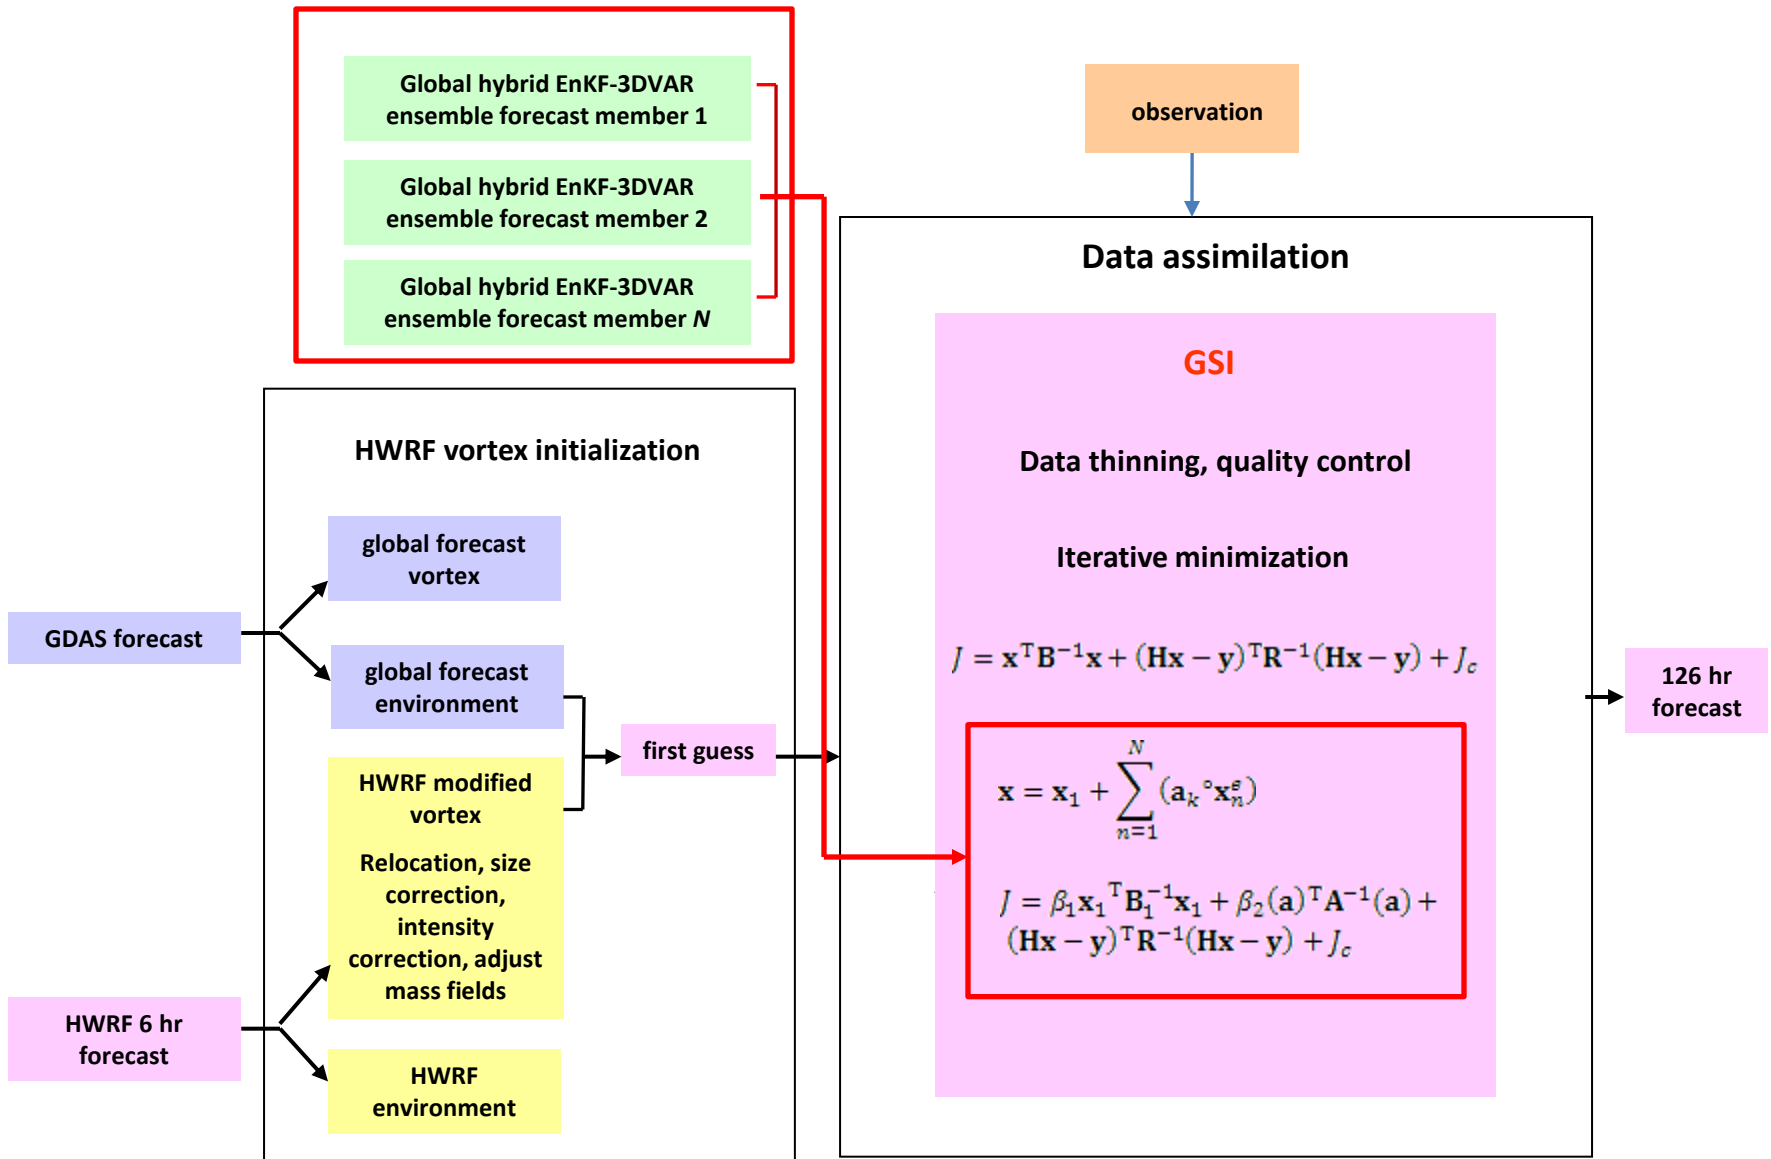 Global hybrid EnKF-3DVAR
ensemble forecast member 1
Global hybrid EnKF-3DVAR
ensemble forecast member 2
Global hybrid EnKF-3DVAR
ensemble forecast member N
observation
HWRF vortex initialization
global forecast
vortex
GDAS forecast
global forecast
environment
first guess
HWRF modified
vortex
Relocation, size
correction,
intensity
correction, adjust
mass fields
HWRF 6 hr
forecast
HWRF
environment
Data assimilation
GSI
Data thinning, quality control
Iterative minimization
J = x^T B^{-1} x + (Hx − y)^T R^{-1} (Hx − y) + J_c
x = x_1 + ∑_{n=1}^{N} (a_k ° x_n^e)
J = β_1 x_1^T B_1^{-1} x_1 + β_2 (a)^T A^{-1} (a) +
(Hx − y)^T R^{-1} (Hx − y) + J_c
126 hr
forecast